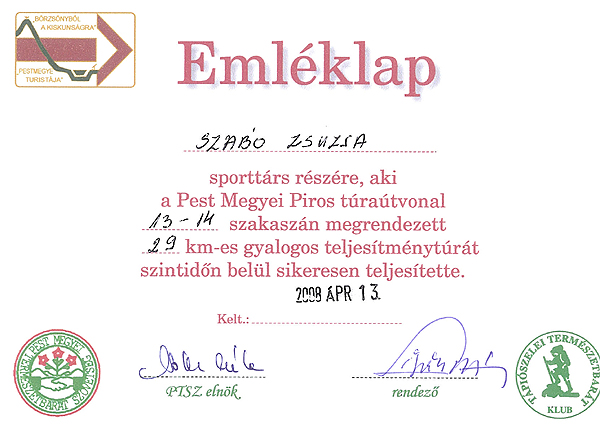 „BÖRZSÖNYBŐL
A KISKUNSÁGRA"
„PESTMEGYE
TURISTÁJA"
Emléklap
SZABÓ ZSUZSA
sporttárs részére, aki
a Pest Megyei Piros túraútvonal
13-14 szakaszán megrendezett
29 km-es gyalogos teljesítménytúrát
szintidőn belül sikeresen teljesítette.
2008 ÁPR 13.
Kelt.:
PTSZ elnök
rendező
PEST MEGYEI
TERMÉSZETBARÁT SZÖVETSÉG
TÁPIÓSZELEI TERMÉSZETBARÁT
KLUB